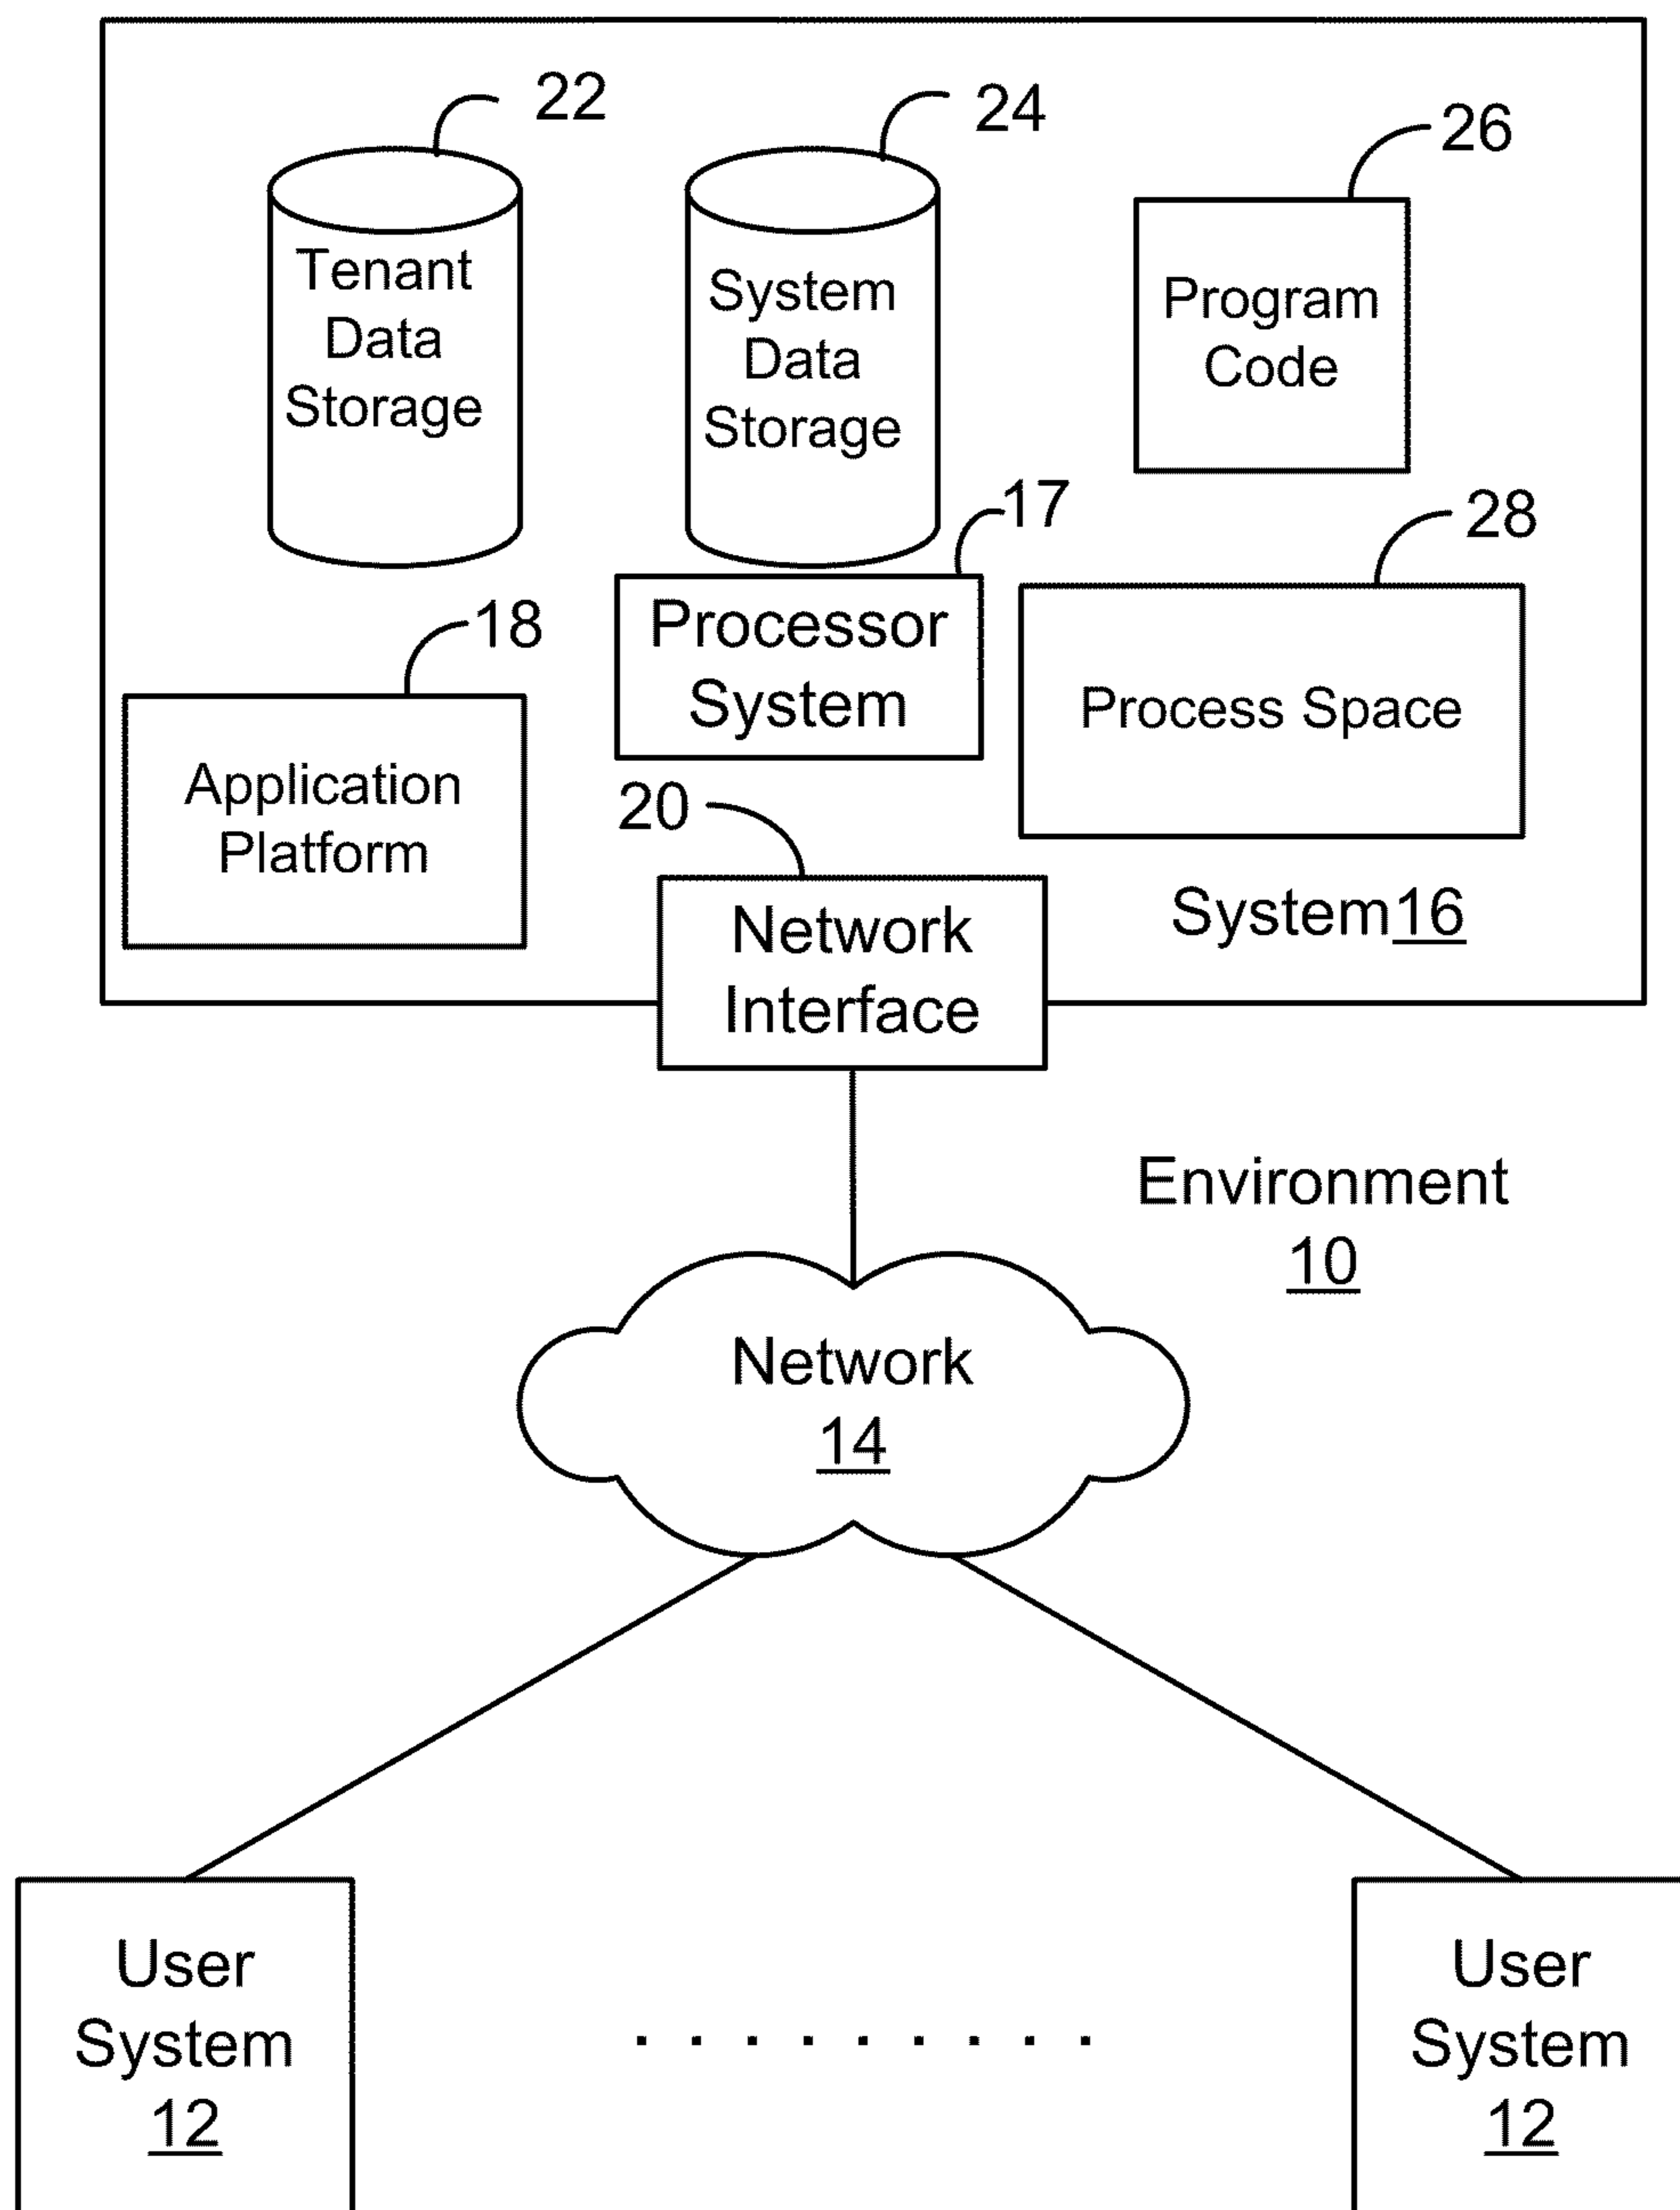 22
24
26
Tenant
Data
Storage
System
Data
Storage
Program
Code
17
28
18
Processor
System
Process Space
Application
Platform
20
Network
Interface
System16
Environment
10
Network
14
User
System
12
. . . . . . . . .
User
System
12